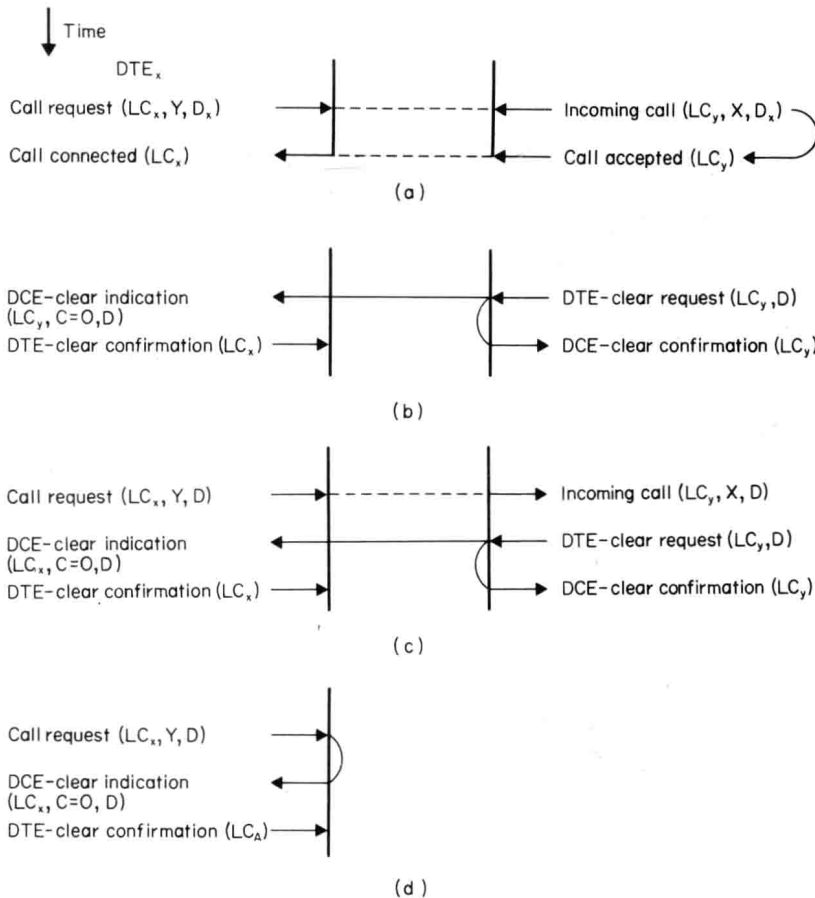 Time
DTEx
Call request (LCx, Y, Dx)
Incoming call (LCy, X, Dx)
Call connected (LCx)
Call accepted (LCy)
(a)
DCE-clear indication
(LCy, C=O,D)
DTE-clear request (LCy,D)
DTE-clear confirmation (LCx)
DCE-clear confirmation (LCy)
(b)
Call request (LCx, Y, D)
Incoming call (LCy, X, D)
DCE-clear indication
(LCx, C=O,D)
DTE-clear request (LCy,D)
DTE-clear confirmation (LCx)
DCE-clear confirmation (LCy)
(c)
Call request (LCx, Y, D)
DCE-clear indication
(LCx, C=O, D)
DTE-clear confirmation (LCA)
(d)